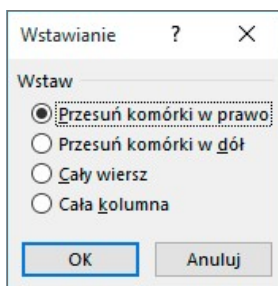 Wstawianie ?
Wstaw
Przesuń komórki w prawo
Przesuń komórki w dół
Cały wiersz
Cała kolumna
OK Anuluj